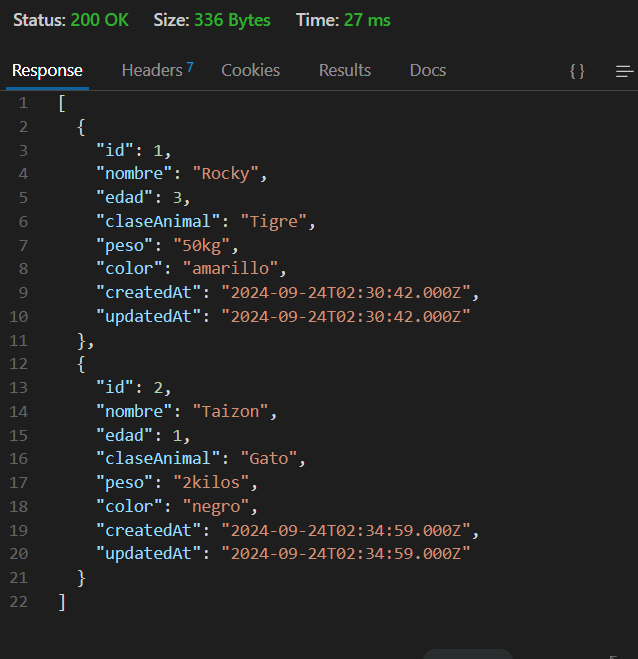 Status: 200 OK Size: 336 Bytes Time: 27 ms
Response Headers 7 Cookies Results Docs { }
1 [
2 {
3 "id": 1,
4 "nombre": "Rocky",
5 "edad": 3,
6 "claseAnimal": "Tigre",
7 "peso": "50kg",
8 "color": "amarillo",
9 "createdAt": "2024-09-24T02:30:42.000Z",
10 "updatedAt": "2024-09-24T02:30:42.000Z"
11 },
12 {
13 "id": 2,
14 "nombre": "Taizon",
15 "edad": 1,
16 "claseAnimal": "Gato",
17 "peso": "2kilos",
18 "color": "negro",
19 "createdAt": "2024-09-24T02:34:59.000Z",
20 "updatedAt": "2024-09-24T02:34:59.000Z"
21 }
22 ]